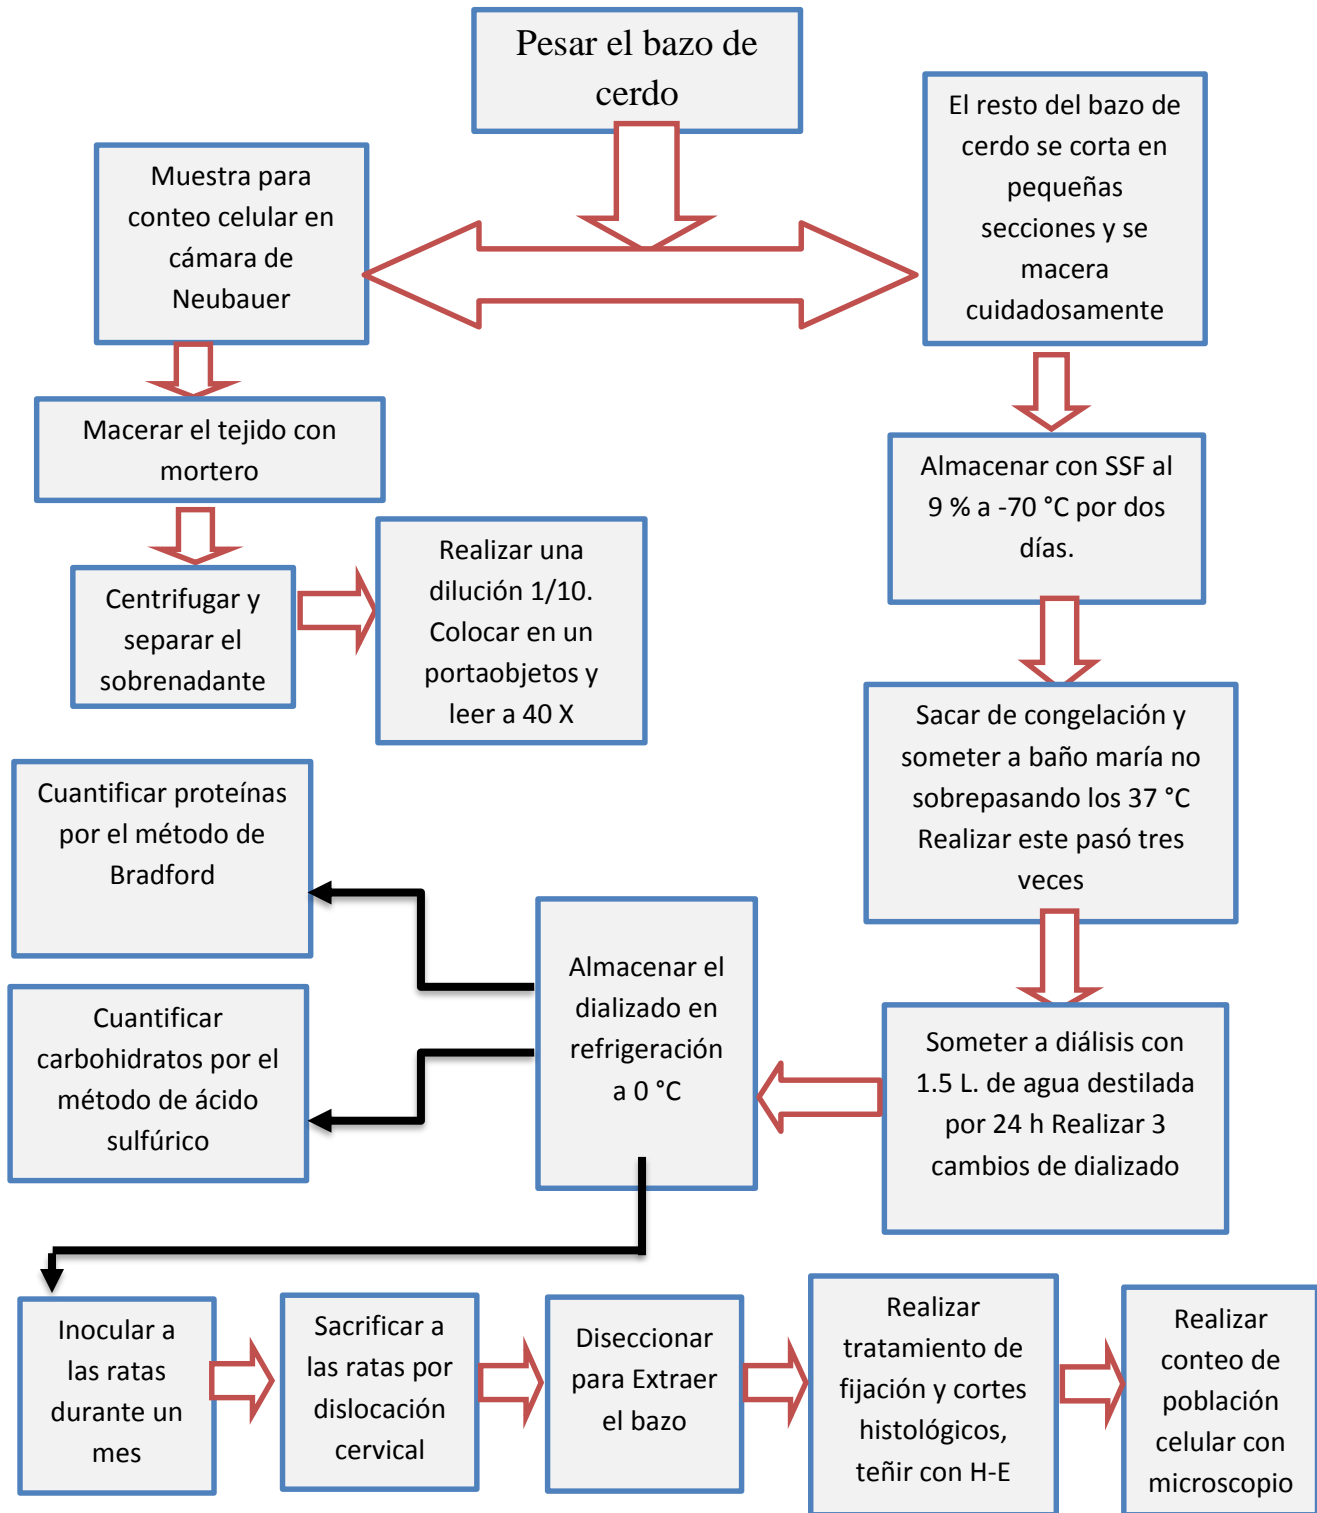 Pesar el bazo de
cerdo
Muestra para
conteo celular en
cámara de
Neubauer
El resto del bazo de
cerdo se corta en
pequeñas
secciones y se
macera
cuidadosamente
Macerar el tejido con
mortero
Almacenar con SSF al
9 % a -70 °C por dos
días.
Centrifugar y
separar el
sobrenadante
Realizar una
dilución 1/10.
Colocar en un
portaobjetos y
leer a 40 X
Sacar de congelación y
someter a baño maría no
sobrepasando los 37 °C
Realizar este pasó tres
veces
Someter a diálisis con
1.5 L. de agua destilada
por 24 h Realizar 3
cambios de dializado
Almacenar el
dializado en
refrigeración
a 0 °C
Cuantificar proteínas
por el método de
Bradford
Cuantificar
carbohidratos por el
método de ácido
sulfúrico
Inocular a
las ratas
durante un
mes
Sacrificar a
las ratas por
dislocación
cervical
Diseccionar
para Extraer
el bazo
Realizar
tratamiento de
fijación y cortes
histológicos,
teñir con H-E
Realizar
conteo de
población
celular con
microscopio